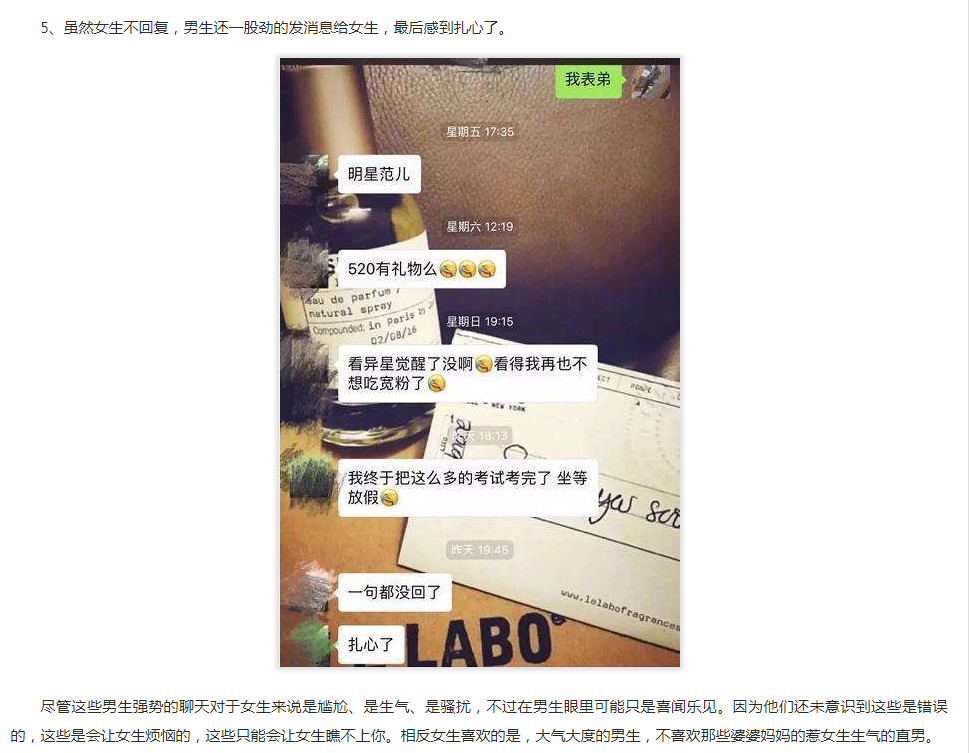 5、虽然女生不回复，男生还一股劲的发消息给女生，最后感到扎心了。
我表弟
星期五 17:35
明星范儿
星期六 12:19
520有礼物么
eau de parfum /
natural spray
Compounded: in Paris by
02/08/16
星期日 19:15
看异星觉醒了没啊看得我再也不
想吃宽粉了
NEW YORK
昨天 18:13
我终于把这么多的考试考完了 坐等
放假
昨天 19:45
一句都没回了
www.lelabofragrances
扎心了
LABO
尽管这些男生强势的聊天对于女生来说是尴尬、是生气、是骚扰，不过在男生眼里可能只是喜闻乐见。因为他们还未意识到这些是错误
的，这些是会让女生烦恼的，这些只能会让女生瞧不上你。相反女生喜欢的是，大气大度的男生，不喜欢那些婆婆妈妈的惹女生生气的直男。